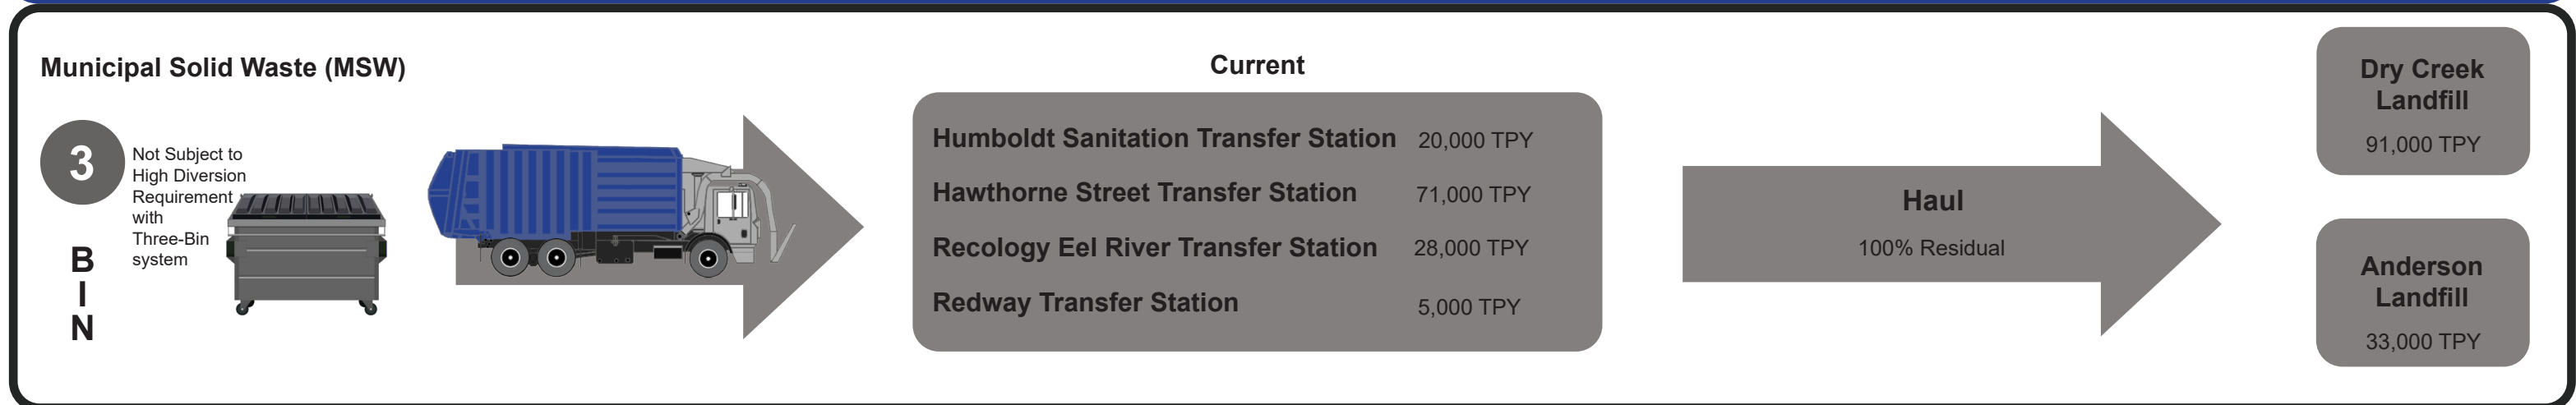 Municipal Solid Waste (MSW)
3
Not Subject to
High Diversion
Requirement
with
Three-Bin
system
B
I
N
Current
Humboldt Sanitation Transfer Station 20,000 TPY
Hawthorne Street Transfer Station 71,000 TPY
Recology Eel River Transfer Station 28,000 TPY
Redway Transfer Station 5,000 TPY
Haul
100% Residual
Dry Creek
Landfill
91,000 TPY
Anderson
Landfill
33,000 TPY